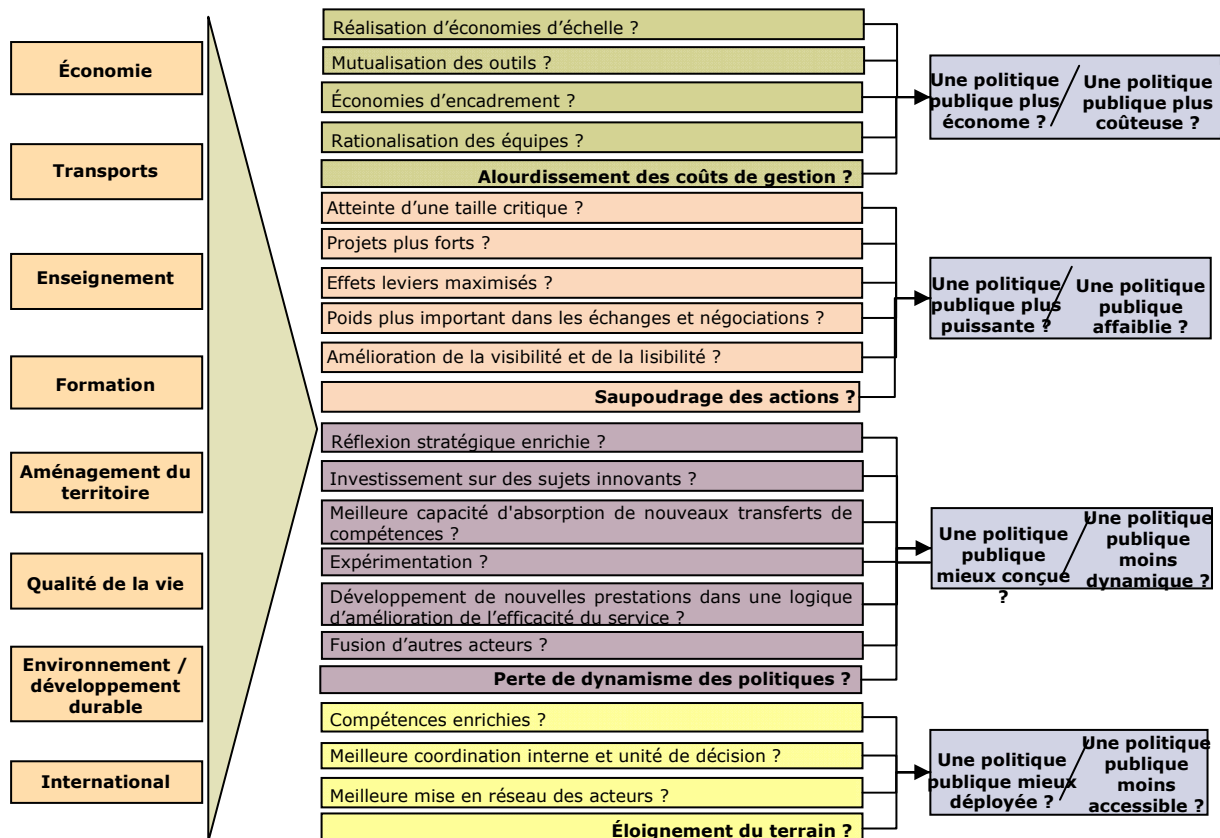 Économie
Transports
Enseignement
Formation
Aménagement du
territoire
Qualité de la vie
Environnement /
développement
durable
International
Réalisation d’économies d’échelle ?
Mutualisation des outils ?
Économies d’encadrement ?
Rationalisation des équipes ?
Alourdissement des coûts de gestion ?
Atteinte d’une taille critique ?
Projets plus forts ?
Effets leviers maximisés ?
Poids plus important dans les échanges et négociations ?
Amélioration de la visibilité et de la lisibilité ?
Saupoudrage des actions ?
Réflexion stratégique enrichie ?
Investissement sur des sujets innovants ?
Meilleure capacité d'absorption de nouveaux transferts de
compétences ?
Expérimentation ?
Développement de nouvelles prestations dans une logique
d’amélioration de l’efficacité du service ?
Fusion d’autres acteurs ?
Perte de dynamisme des politiques ?
Compétences enrichies ?
Meilleure coordination interne et unité de décision ?
Meilleure mise en réseau des acteurs ?
Éloignement du terrain ?
Une politique
publique plus
économe ?
Une politique
publique plus
coûteuse ?
Une politique
publique plus
puissante ?
Une politique
publique
affaiblie ?
Une politique
publique
mieux conçue
?
Une politique
publique
moins
dynamique ?
Une politique
publique mieux
déployée ?
Une politique
publique
moins
accessible ?